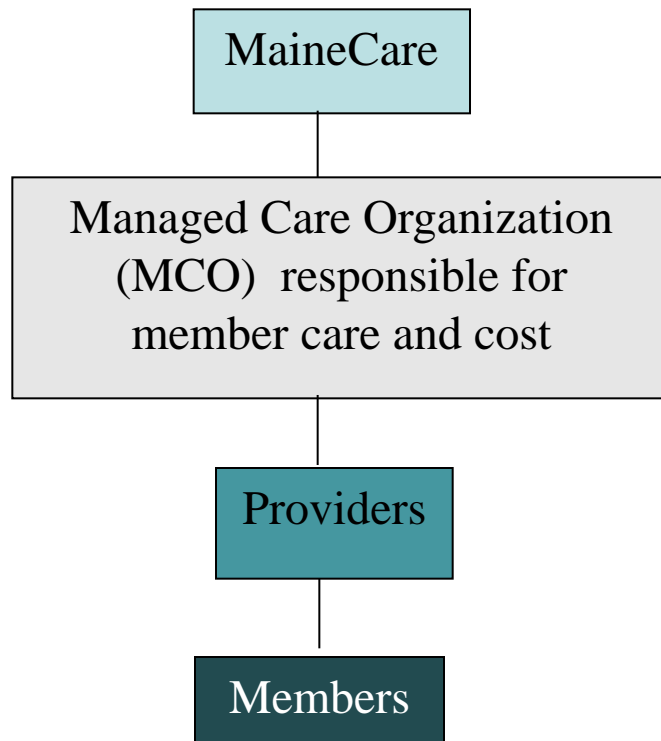 MaineCare
Managed Care Organization
(MCO) responsible for
member care and cost
Providers
Members